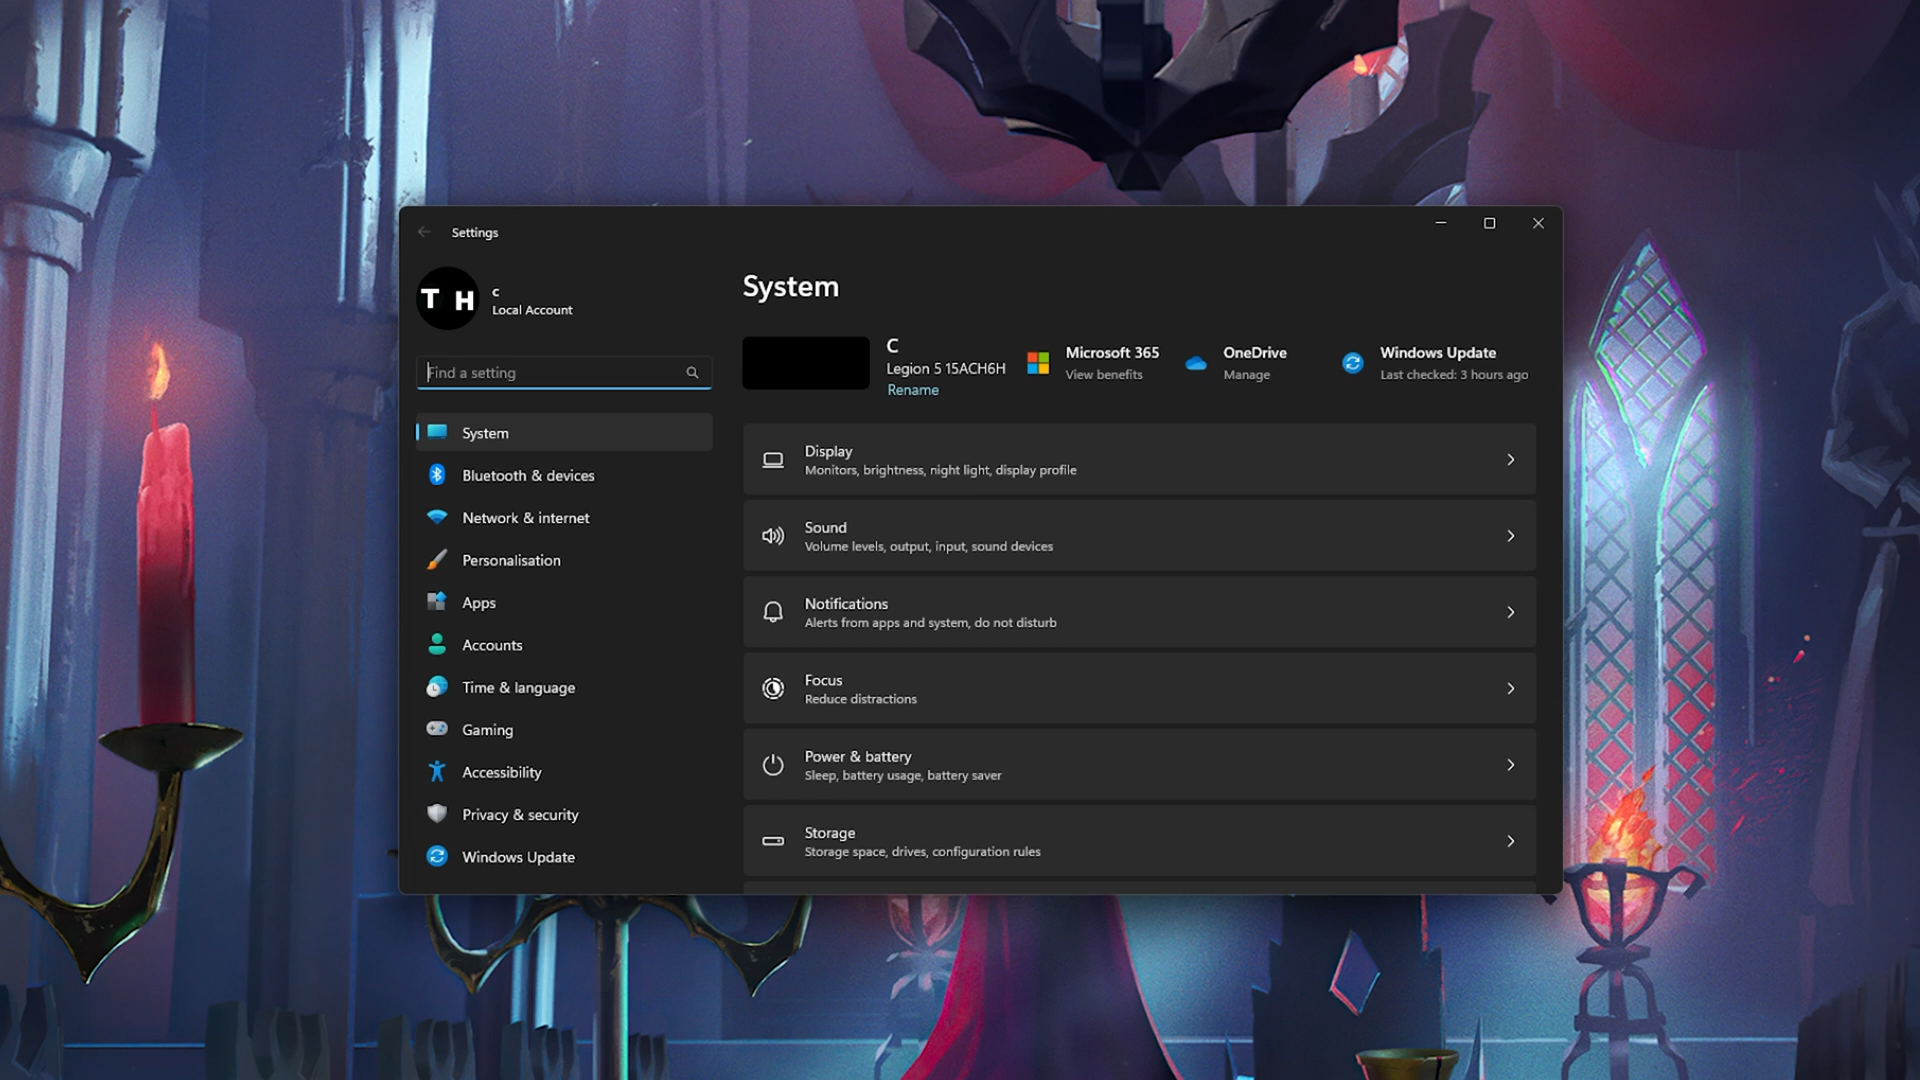 Settings
T H
c
Local Account
Find a setting
System
Bluetooth & devices
Network & internet
Personalisation
Apps
Accounts
Time & language
Gaming
Accessibility
Privacy & security
Windows Update
System
C
Legion 5 15ACH6H
Rename
Microsoft 365
View benefits
OneDrive
Manage
Windows Update
Last checked: 3 hours ago
Display
Monitors, brightness, night light, display profile
Sound
Volume levels, output, input, sound devices
Notifications
Alerts from apps and system, do not disturb
Focus
Reduce distractions
Power & battery
Sleep, battery usage, battery saver
Storage
Storage space, drives, configuration rules